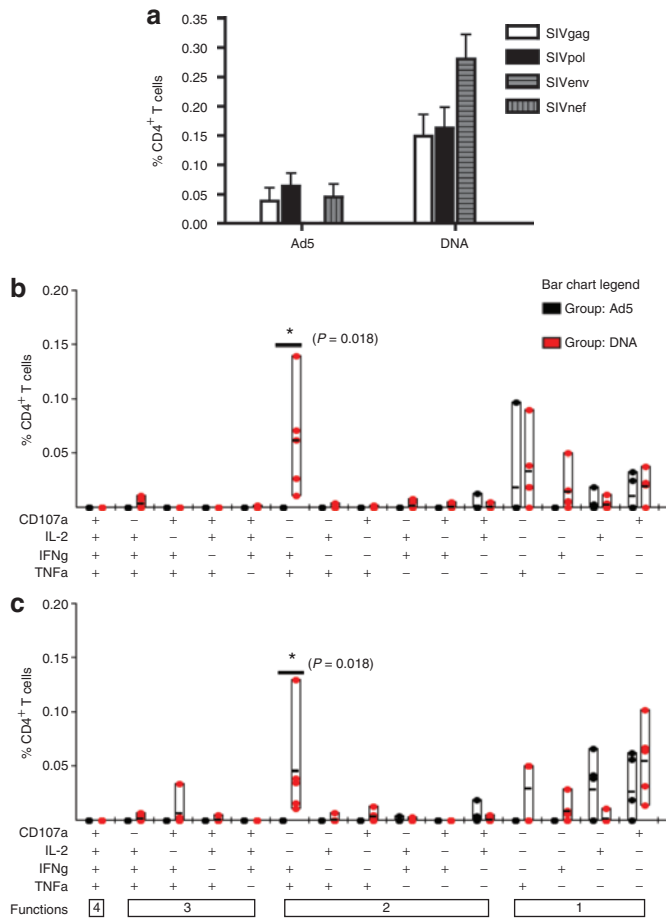 a
0.35
0.30
0.25
0.20
0.15
0.10
0.05
0.00
% CD4+ T cells
SIVgag
SIVpol
SIVenv
SIVnef
Ad5 DNA
b
0.20
0.15
0.10
0.05
% CD4+ T cells
Bar chart legend
Group: Ad5
Group: DNA
*
(P = 0.018)
CD107a + − + + + − − + − + + − − − +
IL-2 + + − + + − + − + − + − − + −
IFNg + + + − + + − − + + − − + − −
TNFa + + + + − + + + − − − + − − −
c
0.20
0.15
0.10
0.05
% CD4+ T cells
*
(P = 0.018)
CD107a + − + + + − − + − + + − − − +
IL-2 + + − + + − + − + − + − − + −
IFNg + + + − + + − − + + − − + − −
TNFa + + + + − + + + − − − + − − −
Functions 4 3 2 1